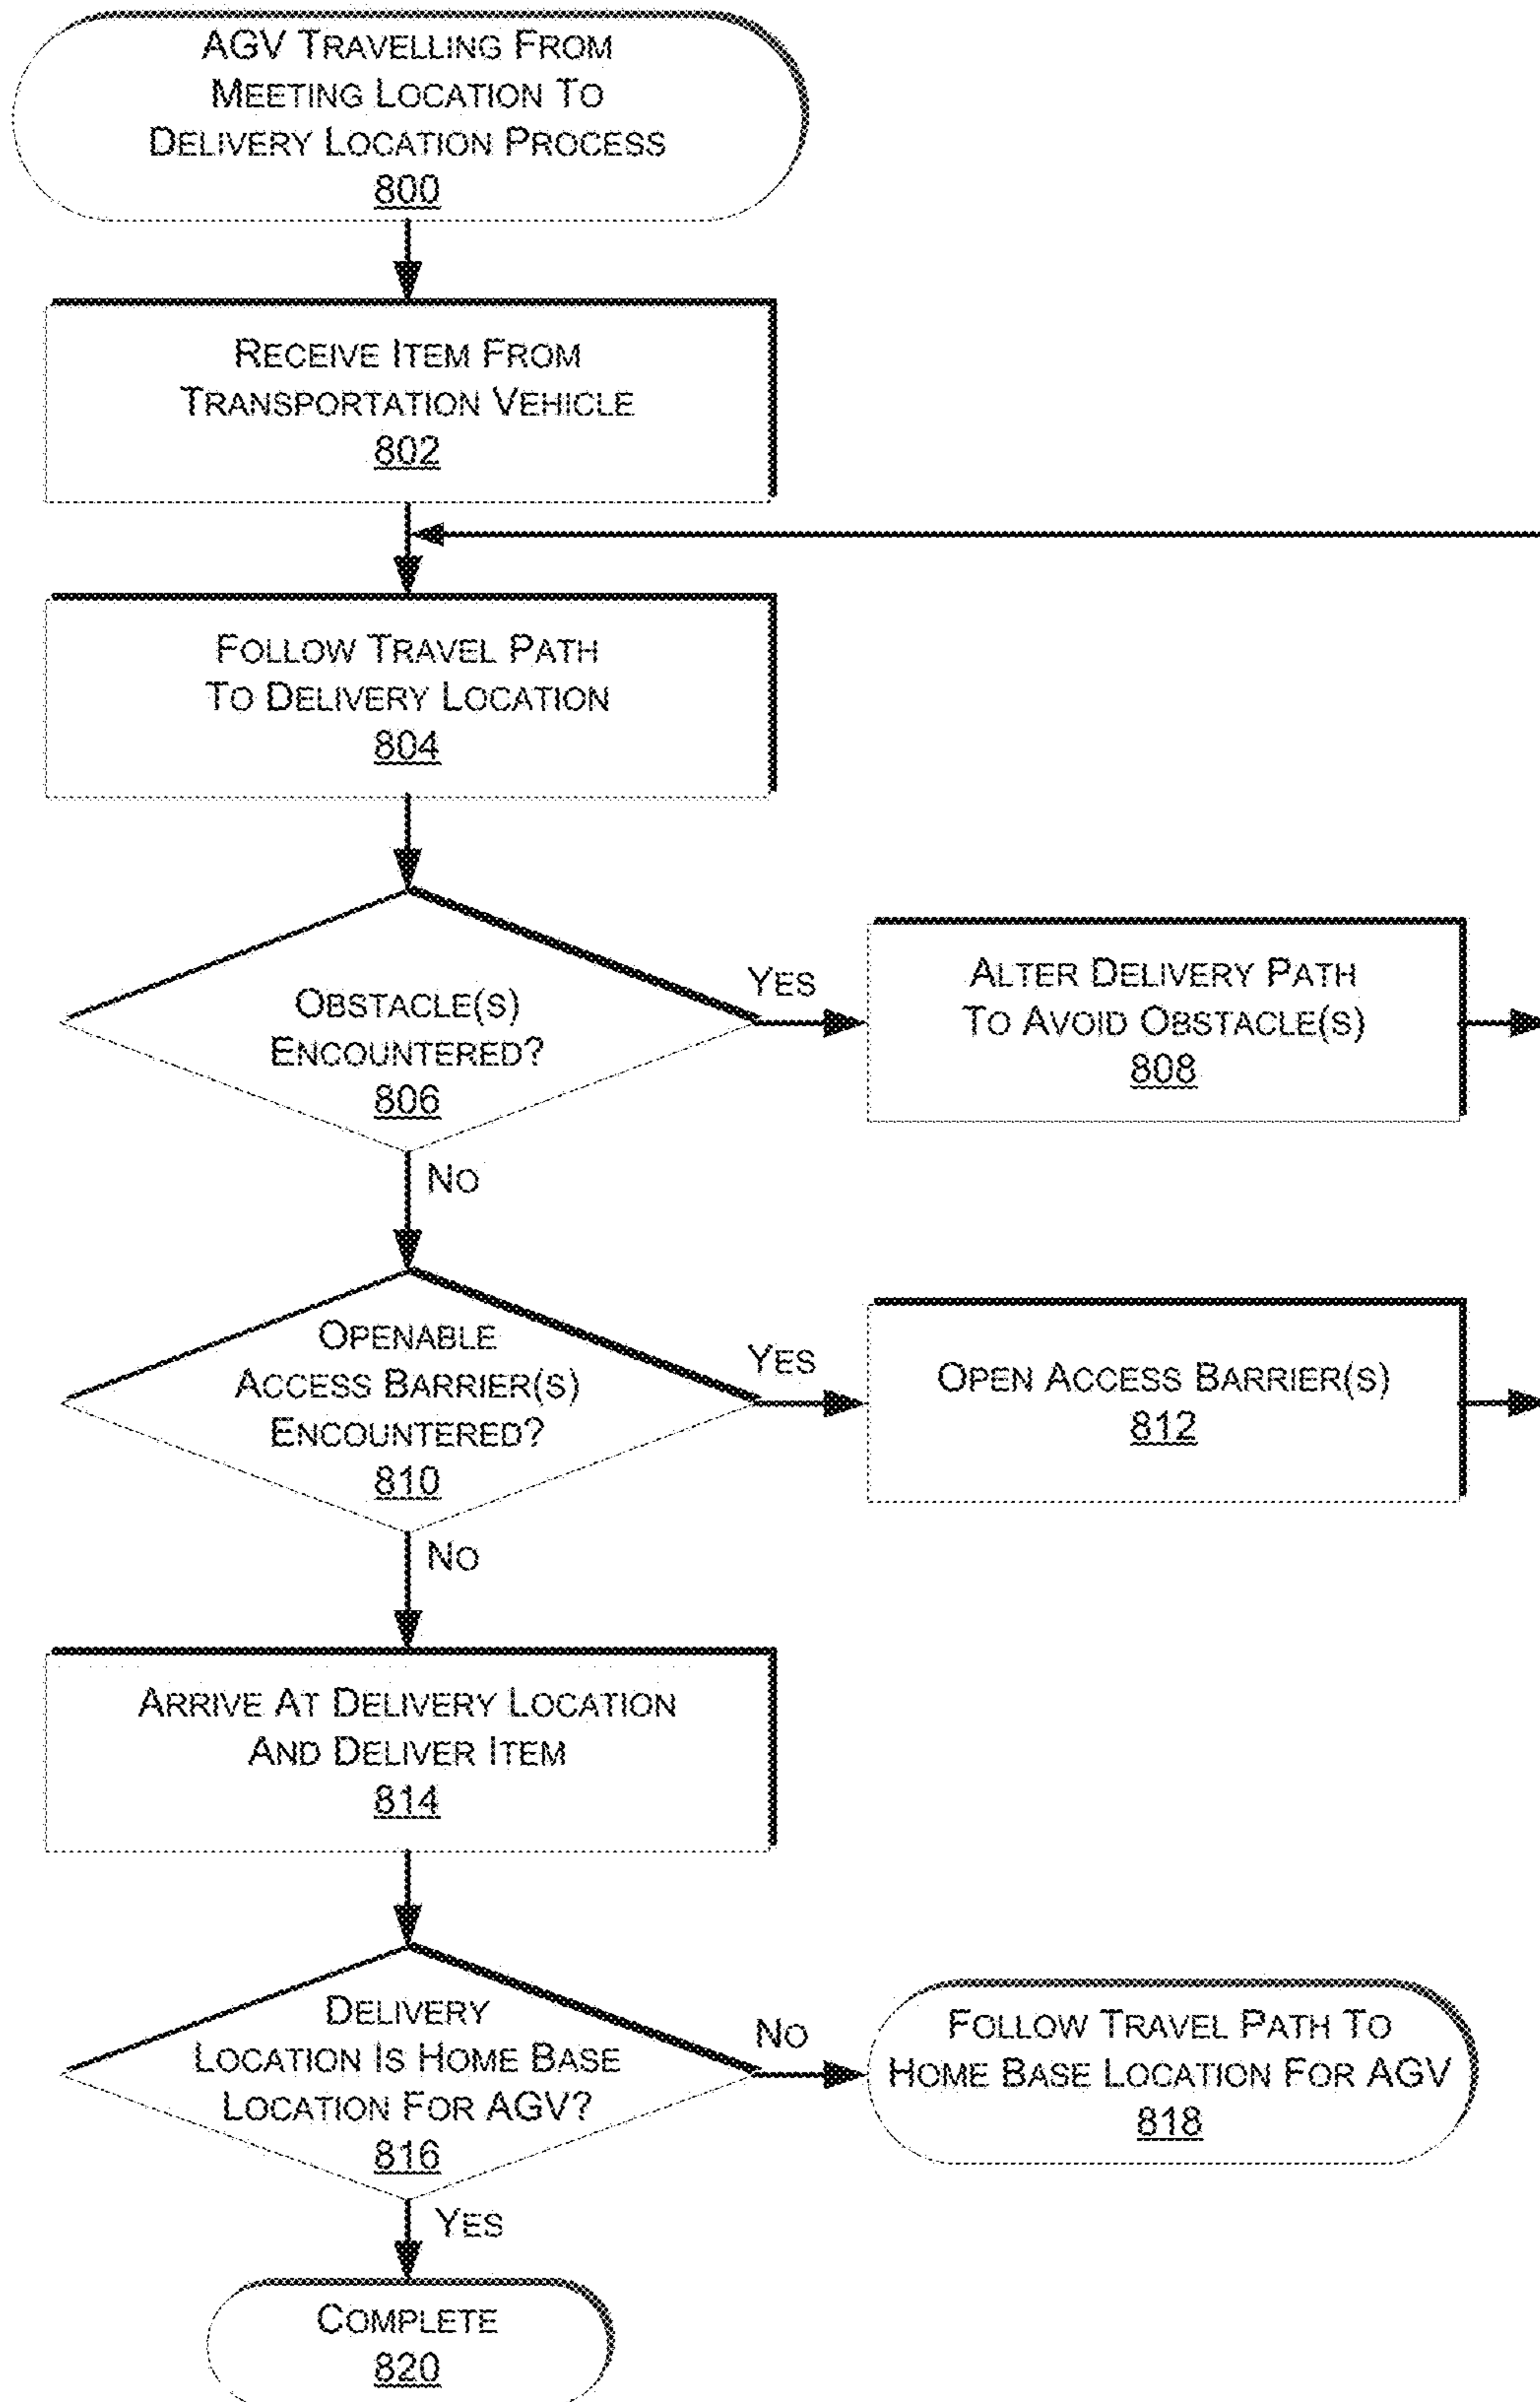 AGV TRAVELLING FROM
MEETING LOCATION TO
DELIVERY LOCATION PROCESS
800
RECEIVE ITEM FROM
TRANSPORTATION VEHICLE
802
FOLLOW TRAVEL PATH
TO DELIVERY LOCATION
804
OBSTACLE(S)
ENCOUNTERED?
806
YES
ALTER DELIVERY PATH
TO AVOID OBSTACLE(S)
808
NO
OPENABLE
ACCESS BARRIER(S)
ENCOUNTERED?
810
YES
OPEN ACCESS BARRIER(S)
812
NO
ARRIVE AT DELIVERY LOCATION
AND DELIVER ITEM
814
DELIVERY
LOCATION IS HOME BASE
LOCATION FOR AGV?
816
NO
FOLLOW TRAVEL PATH TO
HOME BASE LOCATION FOR AGV
818
YES
COMPLETE
820